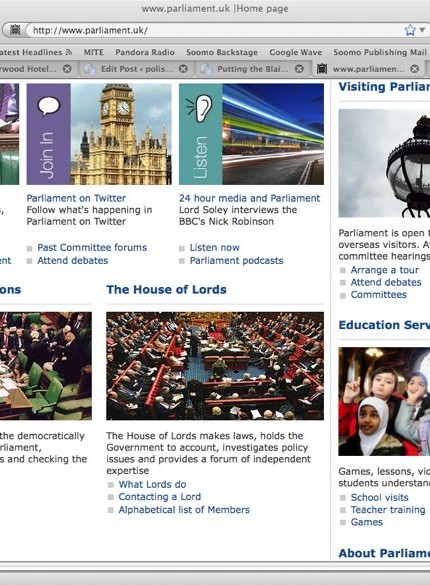 www.parliament.uk |Home page
http://www.parliament.uk/
atest Headlines MITE Pandora Radio Soomo Backstage Google Wave Soomo Publishing Mail
rwood Hotel... Edit Post ‹ polis... Putting the Blai... www.parliamen...
Join In
Listen
Visiting Parliam
Parliament on Twitter
Follow what's happening in
Parliament on Twitter
Past Committee forums
Attend debates
24 hour media and Parliament
Lord Soley interviews the
BBC's Nick Robinson
Listen now
Parliament podcasts
s,
ent
Parliament is open t
overseas visitors. At
committee hearings
Arrange a tour
Attend debates
Committees
ons
the democratically
rliament,
s and checking the
The House of Lords
The House of Lords makes laws, holds the
Government to account, investigates policy
issues and provides a forum of independent
expertise
What Lords do
Contacting a Lord
Alphabetical list of Members
Education Serv
Games, lessons, vid
students understand
School visits
Teacher training
Games
About Parliame